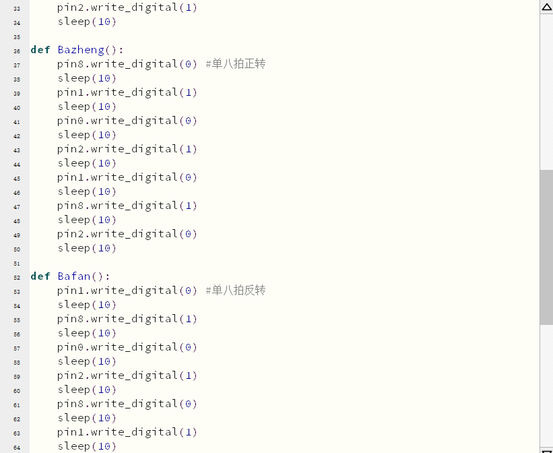 33 pin2.write_digital(1)
34 sleep(10)
35
36 def Bazheng():
37 pin8.write_digital(0) #单八拍正转
38 sleep(10)
39 pin1.write_digital(1)
40 sleep(10)
41 pin0.write_digital(0)
42 sleep(10)
43 pin2.write_digital(1)
44 sleep(10)
45 pin1.write_digital(0)
46 sleep(10)
47 pin8.write_digital(1)
48 sleep(10)
49 pin2.write_digital(0)
50 sleep(10)
51
52 def Bafan():
53 pin1.write_digital(0) #单八拍反转
54 sleep(10)
55 pin8.write_digital(1)
56 sleep(10)
57 pin0.write_digital(0)
58 sleep(10)
59 pin2.write_digital(1)
60 sleep(10)
61 pin8.write_digital(0)
62 sleep(10)
63 pin1.write_digital(1)
64 sleep(10)